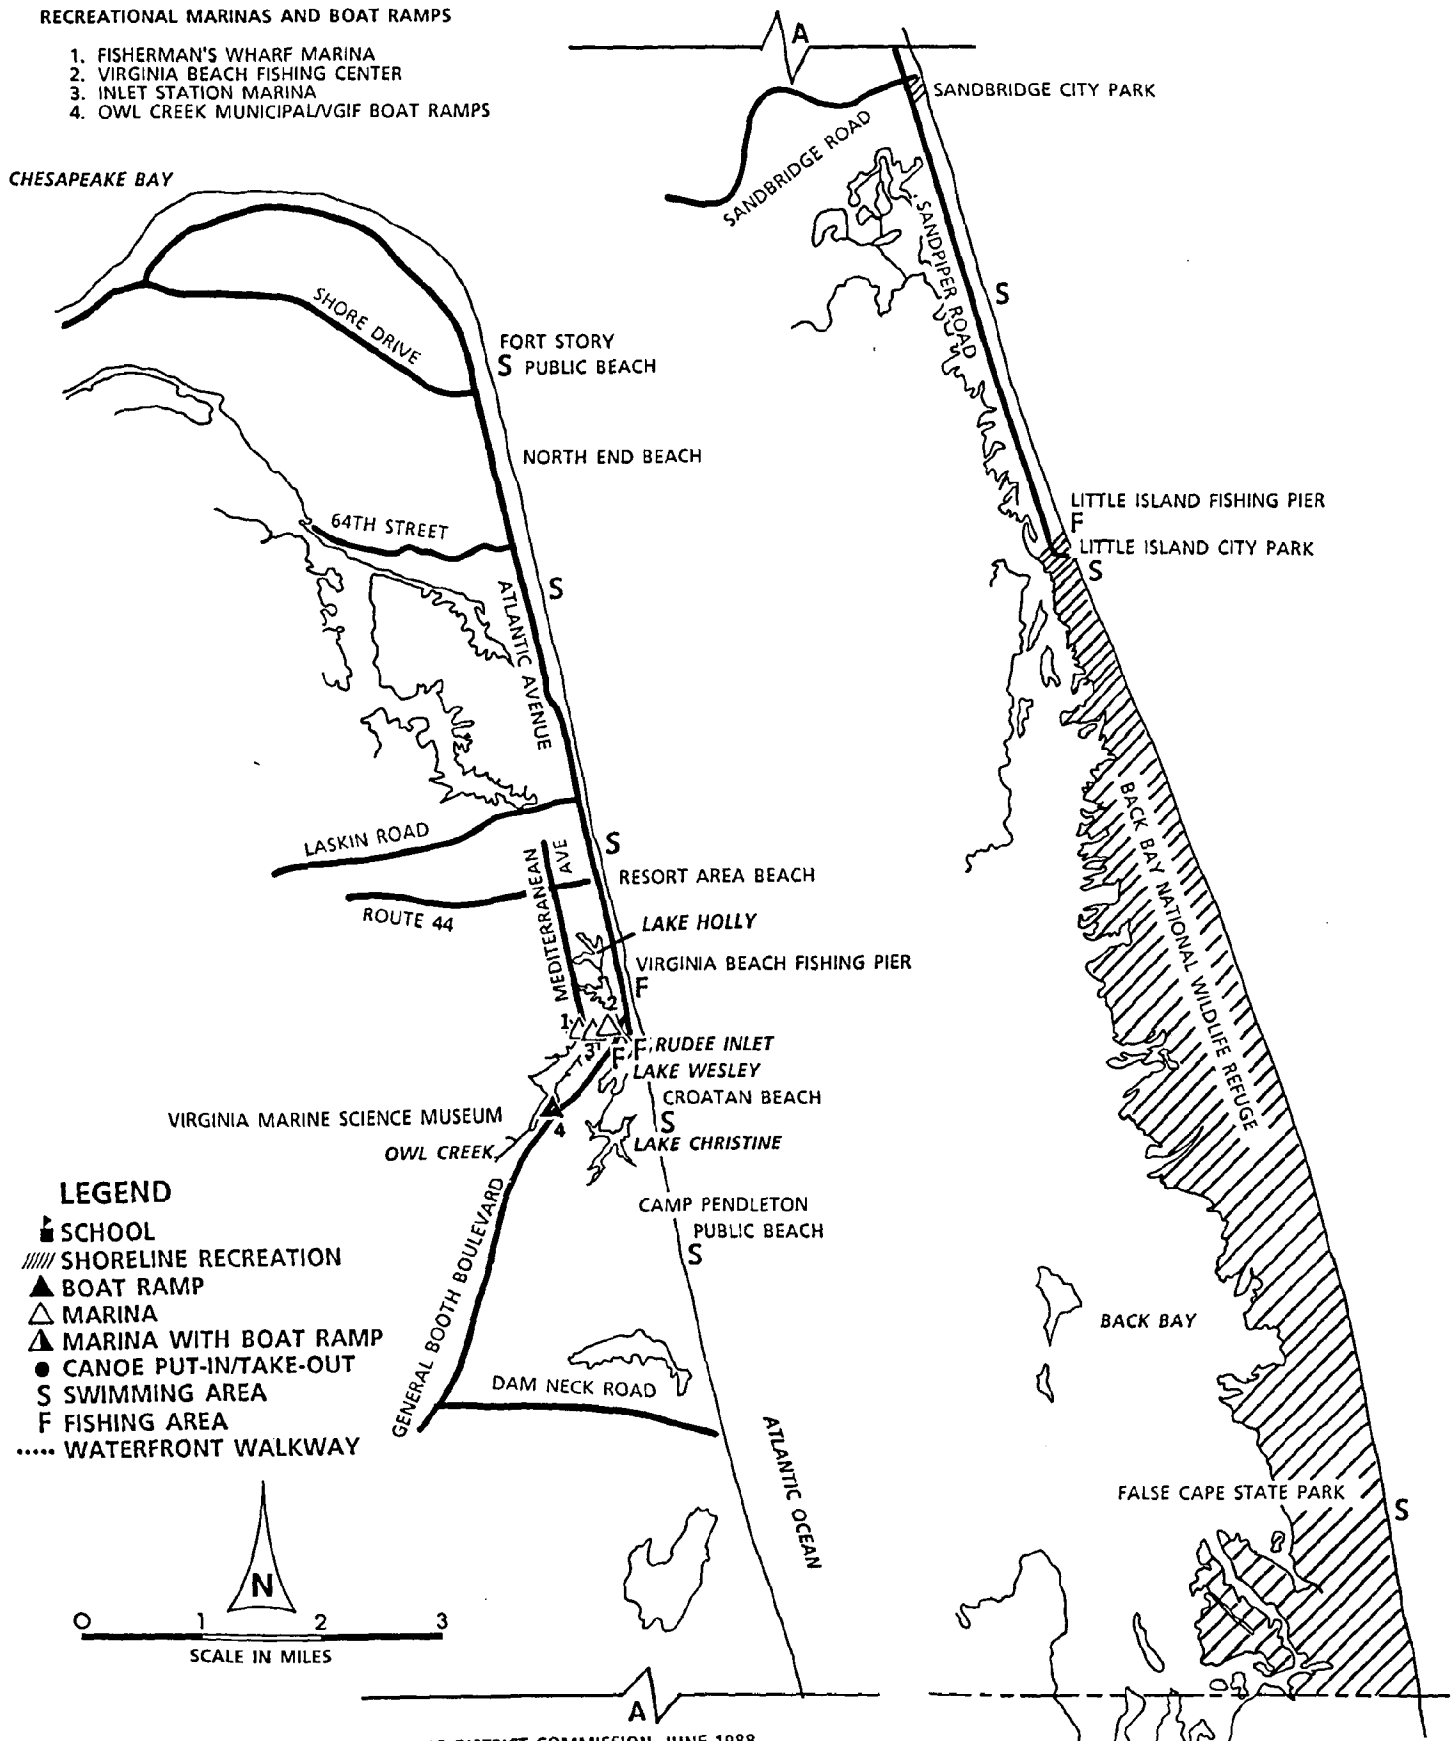 RECREATIONAL MARINAS AND BOAT RAMPS
1. FISHERMAN'S WHARF MARINA
2. VIRGINIA BEACH FISHING CENTER
3. INLET STATION MARINA
4. OWL CREEK MUNICIPAL/VGIF BOAT RAMPS
CHESAPEAKE BAY
SHORE DRIVE
FORT STORY
S PUBLIC BEACH
NORTH END BEACH
64TH STREET
S
ATLANTIC AVENUE
LASKIN ROAD
S
MEDITERRANEAN
AVE
RESORT AREA BEACH
ROUTE 44
LAKE HOLLY
VIRGINIA BEACH FISHING PIER
F
1
2
3
F
F
RUDEE INLET
LAKE WESLEY
CROATAN BEACH
S
VIRGINIA MARINE SCIENCE MUSEUM
4
OWL CREEK
LAKE CHRISTINE
CAMP PENDLETON
PUBLIC BEACH
S
GENERAL BOOTH BOULEVARD
DAM NECK ROAD
ATLANTIC OCEAN
LEGEND
SCHOOL
SHORELINE RECREATION
BOAT RAMP
MARINA
MARINA WITH BOAT RAMP
CANOE PUT-IN/TAKE-OUT
S SWIMMING AREA
F FISHING AREA
WATERFRONT WALKWAY
N
0 1 2 3
SCALE IN MILES
A
A
SANDBRIDGE CITY PARK
SANDBRIDGE ROAD
SANDPIPER ROAD
S
LITTLE ISLAND FISHING PIER
F
LITTLE ISLAND CITY PARK
S
BACK BAY NATIONAL WILDLIFE REFUGE
BACK BAY
FALSE CAPE STATE PARK
S
DISTRICT COMMISSION, JUNE 1988